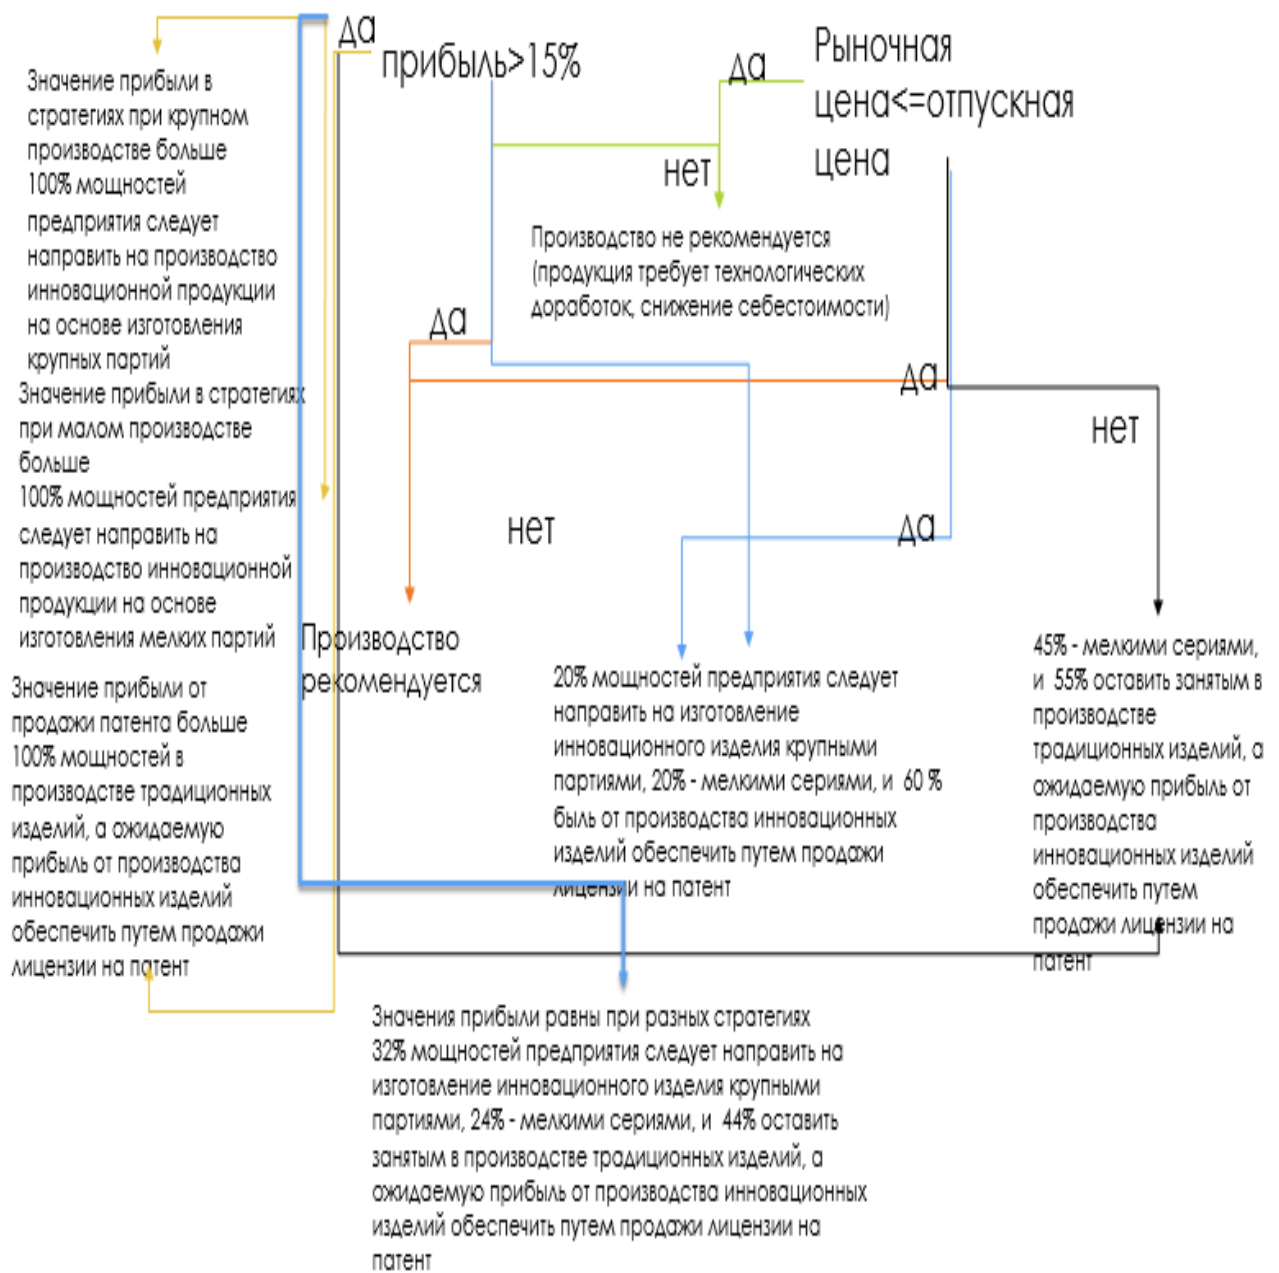 да
прибыль>15%
да
Рыночная
цена<=отпускная
цена
нет
Значение прибыли в
стратегиях при крупном
производстве больше
100% мощностей
предприятия следует
направить на производство
инновационной продукции
на основе изготовления
крупных партий
Производство не рекомендуется
(продукция требует технологических
доработок, снижение себестоимости)
да
да
нет
Значение прибыли в стратегиях
при малом производстве
больше
100% мощностей предприятия
следует направить на
производство инновационной
продукции на основе
изготовления мелких партий
нет
да
Производство
рекомендуется
Значение прибыли от
продажи патента больше
100% мощностей в
производстве традиционных
изделий, а ожидаемую
прибыль от производства
инновационных изделий
обеспечить путем продажи
лицензии на патент
20% мощностей предприятия следует
направить на изготовление
инновационного изделия крупными
партиями, 20% - мелкими сериями, и 60 %
быль от производства инновационных
изделий обеспечить путем продажи
лицензии на патент
45% - мелкими сериями,
и 55% оставить занятым в
производстве
традиционных изделий, а
ожидаемую прибыль от
производства
инновационных изделий
обеспечить путем
продажи лицензии на
патент
Значения прибыли равны при разных стратегиях
32% мощностей предприятия следует направить на
изготовление инновационного изделия крупными
партиями, 24% - мелкими сериями, и 44% оставить
занятым в производстве традиционных изделий, а
ожидаемую прибыль от производства инновационных
изделий обеспечить путем продажи лицензии на
патент